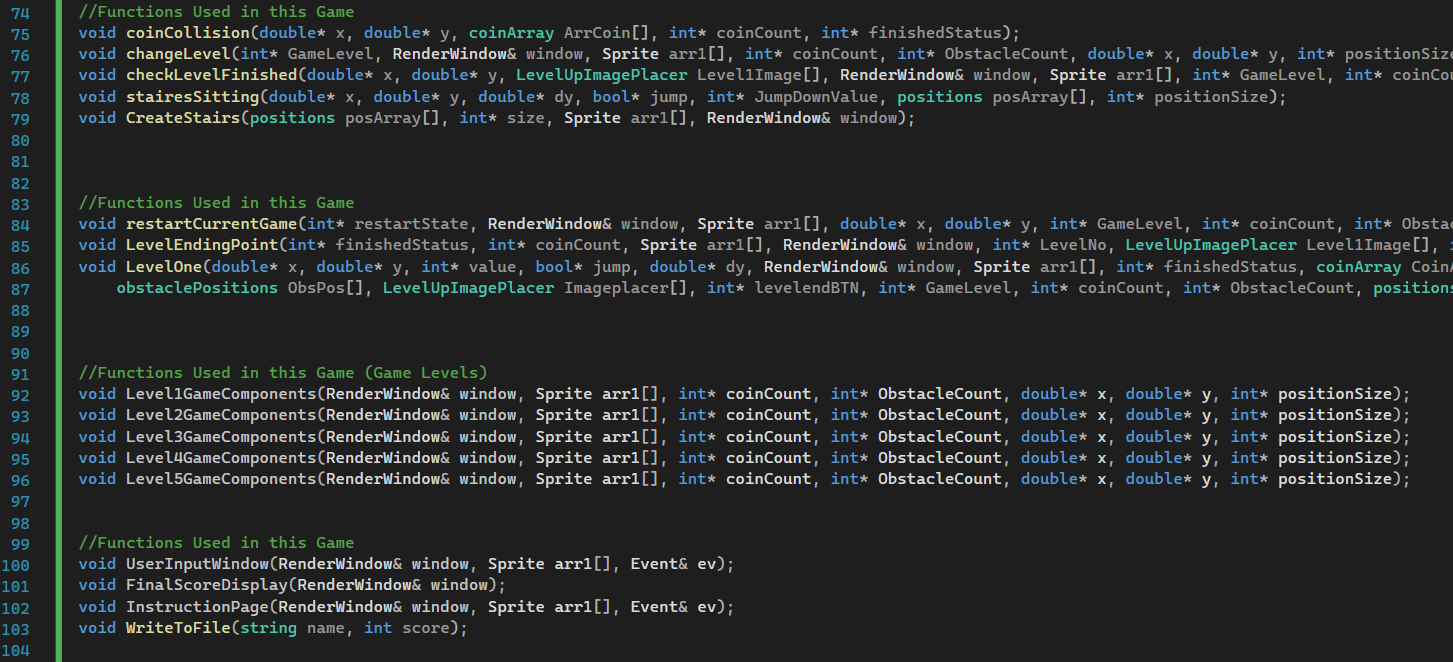 74 //Functions Used in this Game
75 void coinCollision(double* x, double* y, coinArray ArrCoin[], int* coinCount, int* finishedStatus);
76 void changeLevel(int* GameLevel, RenderWindow& window, Sprite arr1[], int* coinCount, int* ObstacleCount, double* x, double* y, int* positionSize
77 void checkLevelFinished(double* x, double* y, LevelUpImagePlacer Level1Image[], RenderWindow& window, Sprite arr1[], int* GameLevel, int* coinCou
78 void stairesSitting(double* x, double* y, double* dy, bool* jump, int* JumpDownValue, positions posArray[], int* positionSize);
79 void CreateStairs(positions posArray[], int* size, Sprite arr1[], RenderWindow& window);
80
81
82
83 //Functions Used in this Game
84 void restartCurrentGame(int* restartState, RenderWindow& window, Sprite arr1[], double* x, double* y, int* GameLevel, int* coinCount, int* Obstac
85 void LevelEndingPoint(int* finishedStatus, int* coinCount, Sprite arr1[], RenderWindow& window, int* LevelNo, LevelUpImagePlacer Level1Image[],
86 void LevelOne(double* x, double* y, int* value, bool* jump, double* dy, RenderWindow& window, Sprite arr1[], int* finishedStatus, coinArray CoinA
87 obstaclePositions ObsPos[], LevelUpImagePlacer Imageplacer[], int* levelendBTN, int* GameLevel, int* coinCount, int* ObstacleCount, positions
88
89
90
91 //Functions Used in this Game (Game Levels)
92 void Level1GameComponents(RenderWindow& window, Sprite arr1[], int* coinCount, int* ObstacleCount, double* x, double* y, int* positionSize);
93 void Level2GameComponents(RenderWindow& window, Sprite arr1[], int* coinCount, int* ObstacleCount, double* x, double* y, int* positionSize);
94 void Level3GameComponents(RenderWindow& window, Sprite arr1[], int* coinCount, int* ObstacleCount, double* x, double* y, int* positionSize);
95 void Level4GameComponents(RenderWindow& window, Sprite arr1[], int* coinCount, int* ObstacleCount, double* x, double* y, int* positionSize);
96 void Level5GameComponents(RenderWindow& window, Sprite arr1[], int* coinCount, int* ObstacleCount, double* x, double* y, int* positionSize);
97
98
99 //Functions Used in this Game
100 void UserInputWindow(RenderWindow& window, Sprite arr1[], Event& ev);
101 void FinalScoreDisplay(RenderWindow& window);
102 void InstructionPage(RenderWindow& window, Sprite arr1[], Event& ev);
103 void WriteToFile(string name, int score);
104